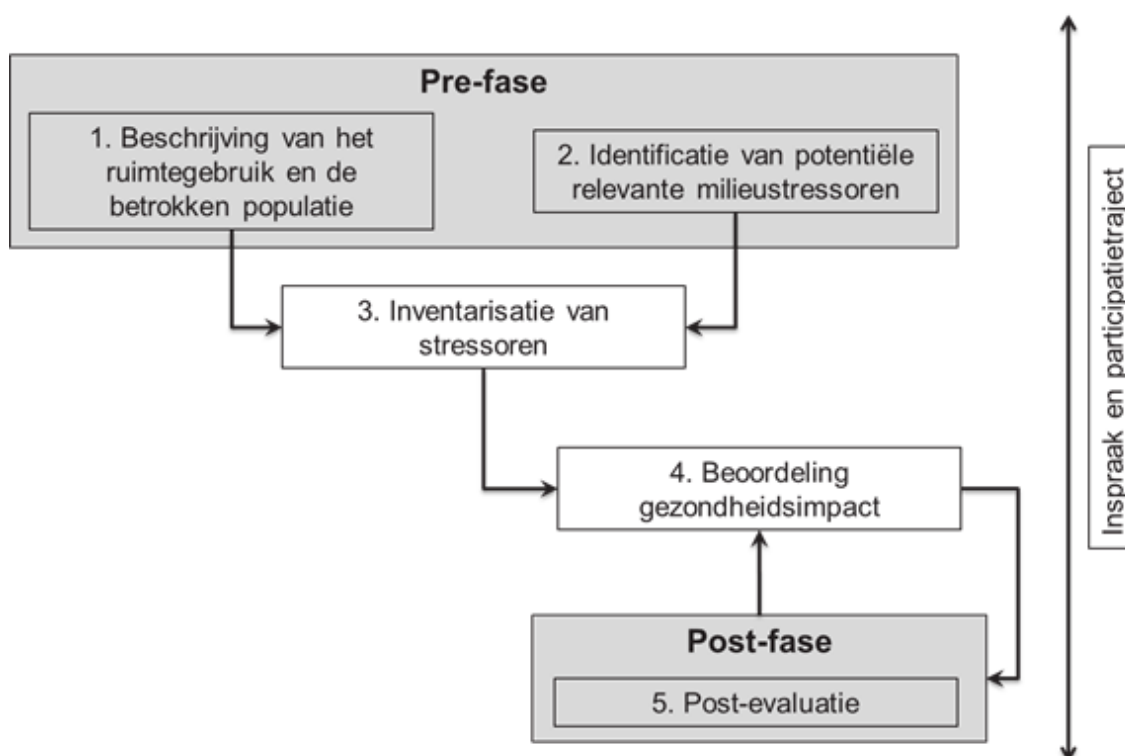 Pre-fase
1. Beschrijving van het
ruimtegebruik en de
betrokken populatie
2. Identificatie van potentiële
relevante milieustressoren
3. Inventarisatie van
stressoren
4. Beoordeling
gezondheidsimpact
Post-fase
5. Post-evaluatie
Inspraak en participatietraject